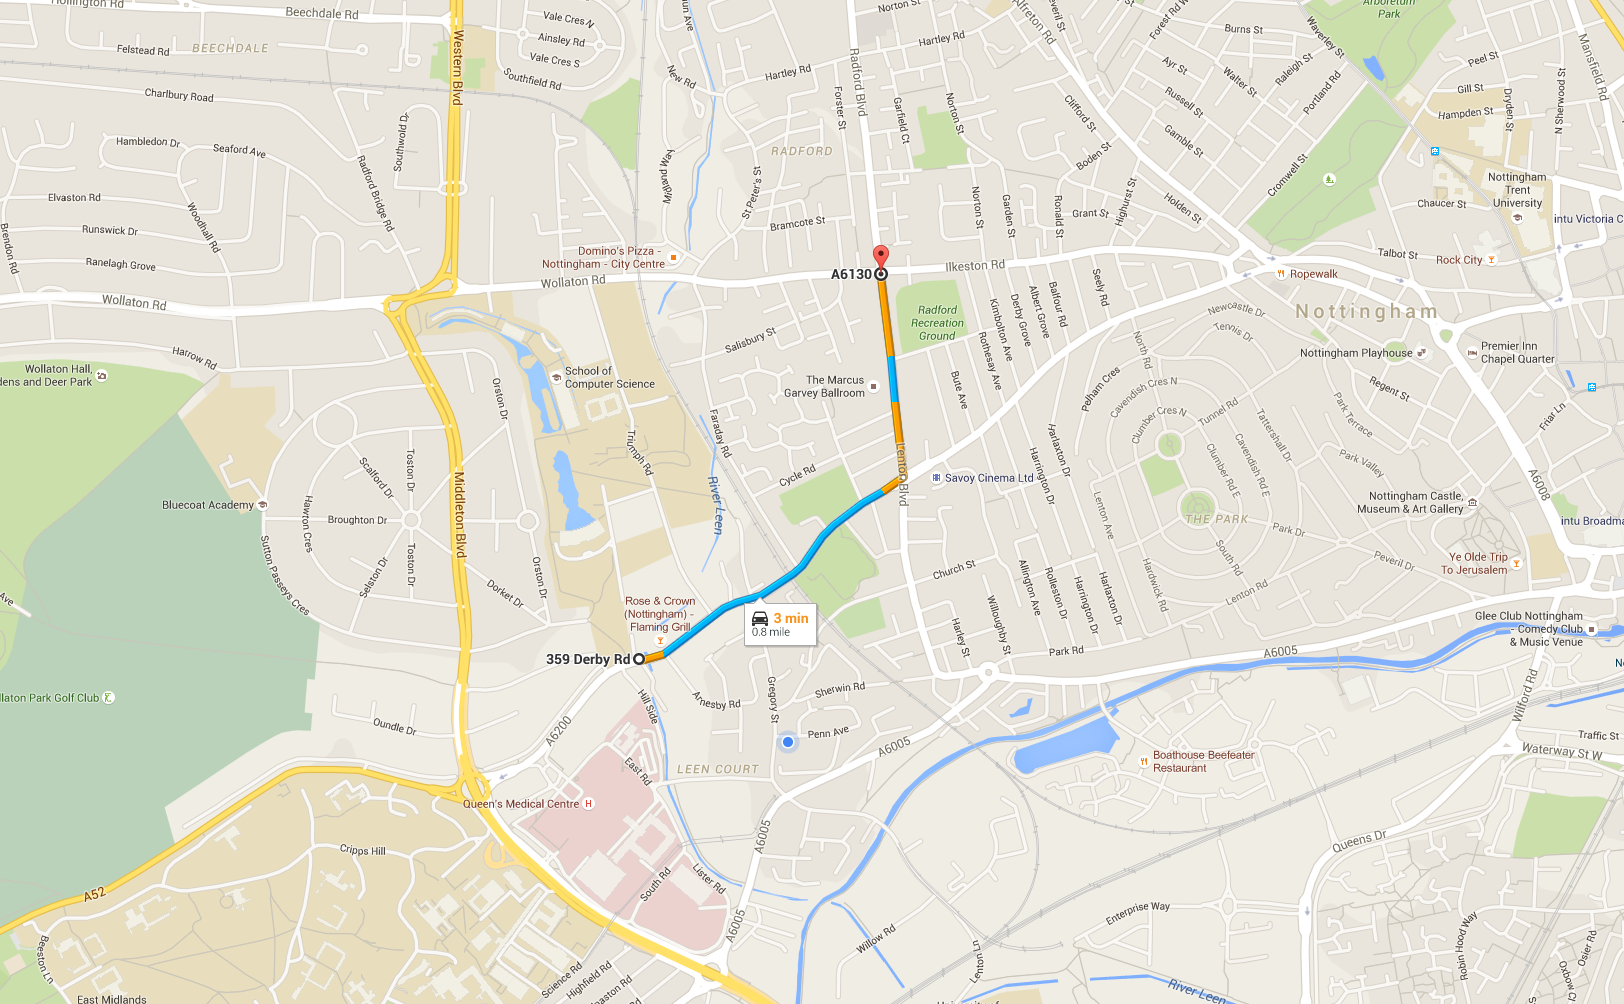 Hollington Rd
Beechdale Rd
Felstead Rd
BEECHDALE
Western Blvd
Vale Cres N
Ainsley Rd
Vale Cres S
Southfield Rd
New Rd
Hartley Rd
Norton St
Hartley Rd
Radford Blvd
Alfreton Rd
Forest Rd W
Burns St
Waverley St
Arboretum
Park
Mansfield Rd
Peel St
Gill St
Hampden St
Dryden St
N Sherwood St
Ayr St
Walter St
Raleigh St
Portland Rd
Russell St
Gamble St
Clifford St
Boden St
Cromwell St
Holden St
Charlbury Road
Hambledon Dr
Seaford Ave
Southwold Dr
Radford Bridge Rd
Elvaston Rd
Woodhall Rd
Runswick Dr
Brendon Rd
Ranelagh Grove
Wollaton Rd
Harrow Rd
Forster St
Garfield Ct
Norton St
RADFORD
Midland Way
St Peter's St
Bramcote St
Norton St
Garden St
Ronald St
Grant St
Highurst St
Nottingham
Trent
University
Chaucer St
intu Victoria C
Talbot St
Rock City
Ropewalk
Domino's Pizza -
Nottingham - City Centre
Wollaton Rd
A6130
Ilkeston Rd
Seely Rd
Balfour Rd
Albert Grove
Derby Grove
Kimbolton Ave
Rothesay Ave
Radford
Recreation
Ground
Newcastle Dr
Tennis Dr
Nottingham
North Rd
Nottingham Playhouse
Premier Inn
Chapel Quarter
Regent St
Wollaton Hall,
dens and Deer Park
Orston Dr
School of
Computer Science
Salisbury St
The Marcus
Garvey Ballroom
Bute Ave
Pelham Cres
Cavendish Cres N
Clumber Cres N
Tunnel Rd
Tattershall Dr
Park Terrace
Friar Ln
Faraday Rd
Triumph Rd
Cycle Rd
Lenton Blvd
Savoy Cinema Ltd
Harlaxton Dr
Harrington Dr
Clumber Rd E
Cavendish Rd E
Park Valley
A6008
Toston Dr
Scalford Dr
Middleton Blvd
Bluecoat Academy
Hawton Cres
Broughton Dr
River Leen
Lenton Ave
THE PARK
Park Dr
Nottingham Castle,
Museum & Art Gallery
intu Broadma
Sutton Passeys Cres
Selston Dr
Toston Dr
Dorket Dr
Orston Dr
Church St
Allington Ave
Rolleston Dr
Harrington Dr
Harlaxton Dr
Hardwick Rd
South Rd
Peveril Dr
Lenton Rd
Ye Olde Trip
To Jerusalem
Rose & Crown
(Nottingham) -
Flaming Grill
3 min
0.8 mile
359 Derby Rd
Harley St
Willoughby St
Park Rd
A6005
Glee Club Nottingham
- Comedy Club
& Music Venue
Wilford Rd
llaton Park Golf Club
Oundle Dr
A6200
Hill Side
Arnesby Rd
Gregory St
Sherwin Rd
Penn Ave
A6005
LEEN COURT
East Rd
Boathouse Beefeater
Restaurant
Traffic St
Waterway St W
Queen's Medical Centre
Cripps Hill
A52
Beeston Ln
East Midlands
South Rd
Lister Rd
A6005
A6005
Science Rd
Highfield Rd
Willow Rd
Lenton Ln
Enterprise Way
Queens Dr
River Leen
Robin Hood Way
Osier Rd